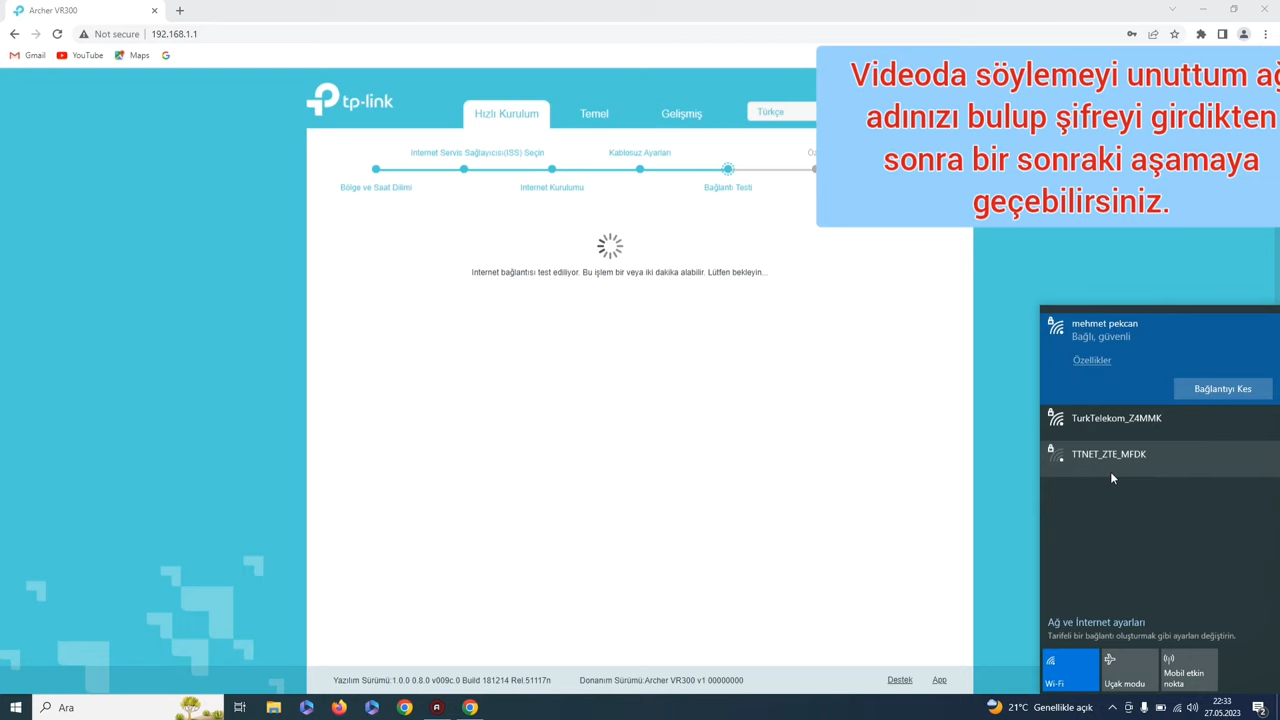 Archer VR300
Not secure
192.168.1.1
Gmail
YouTube
Maps
Videoda söylemeyi unuttum ağ
adınızı bulup şifreyi girdikten
sonra bir sonraki aşamaya
geçebilirsiniz.
tp-link
Hızlı Kurulum
Temel
Gelişmiş
Türkçe
Internet Servis Sağlayıcısı(ISS) Seçin
Kablosuz Ayarları
Bölge ve Saat Dilimi
Internet Kurulumu
Bağlantı Testi
Internet bağlantısı test ediliyor. Bu işlem bir veya iki dakika alabilir. Lütfen bekleyin...
mehmet pekcan
Bağlı, güvenli
Özellikler
Bağlantıyı Kes
TurkTelekom_Z4MMK
TTNET_ZTE_MFDK
Ağ ve İnternet ayarları
Tarifeli bir bağlantı oluşturmak gibi ayarları değiştirin.
Wi-Fi
Uçak modu
Mobil etkin
nokta
Yazılım Sürümü:1.0.0 0.8.0 v009c.0 Build 181214 Rel.51117n
Donanım Sürümü:Archer VR300 v1 00000000
Destek
App
Ara
21°C Genellikle açık
22:33
27.05.2023
2